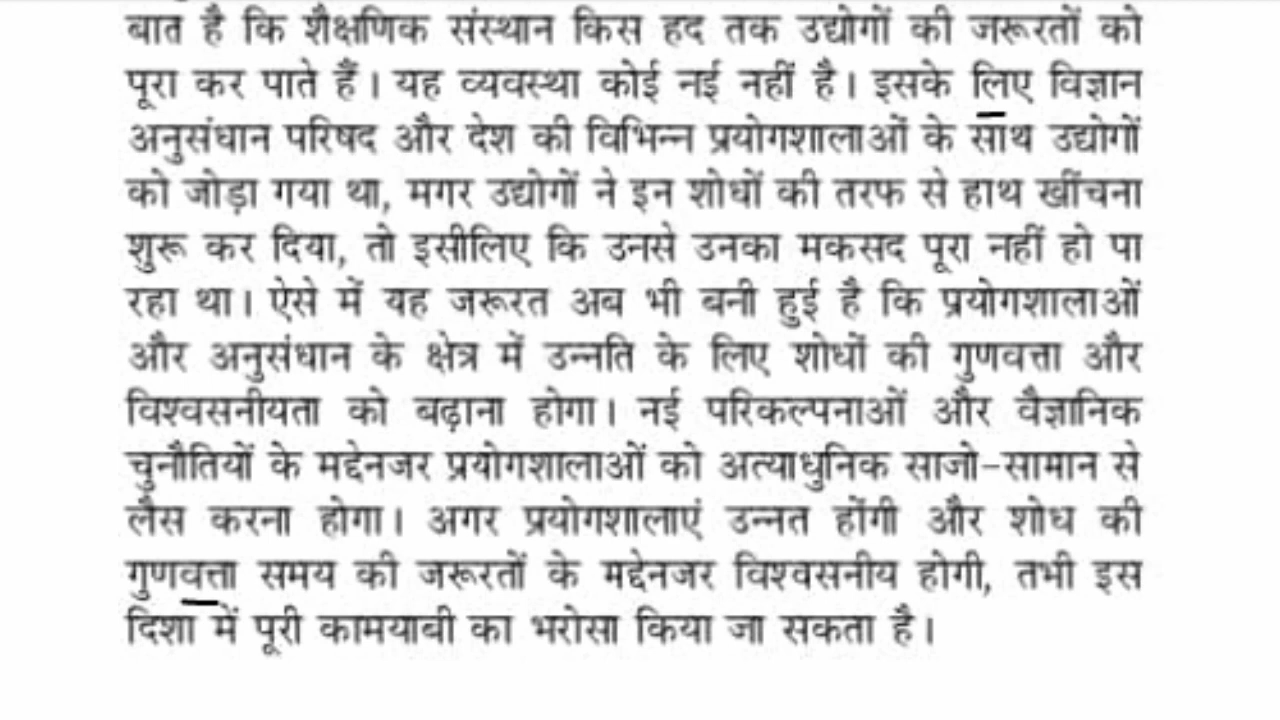 बात है कि शैक्षणिक संस्थान किस हद तक उद्योगों की जरूरतों को
पूरा कर पाते हैं। यह व्यवस्था कोई नई नहीं है। इसके लिए विज्ञान
अनुसंधान परिषद और देश की विभिन्न प्रयोगशालाओं के साथ उद्योगों
को जोड़ा गया था, मगर उद्योगों ने इन शोधों की तरफ से हाथ खींचना
शुरू कर दिया, तो इसीलिए कि उनसे उनका मकसद पूरा नहीं हो पा
रहा था। ऐसे में यह जरूरत अब भी बनी हुई है कि प्रयोगशालाओं
और अनुसंधान के क्षेत्र में उन्नति के लिए शोधों की गुणवत्ता और
विश्वसनीयता को बढ़ाना होगा। नई परिकल्पनाओं और वैज्ञानिक
चुनौतियों के मद्देनजर प्रयोगशालाओं को अत्याधुनिक साजो-सामान से
लैस करना होगा। अगर प्रयोगशालाएं उन्नत होंगी और शोध की
गुणवत्ता समय की जरूरतों के मद्देनजर विश्वसनीय होगी, तभी इस
दिशा में पूरी कामयाबी का भरोसा किया जा सकता है।